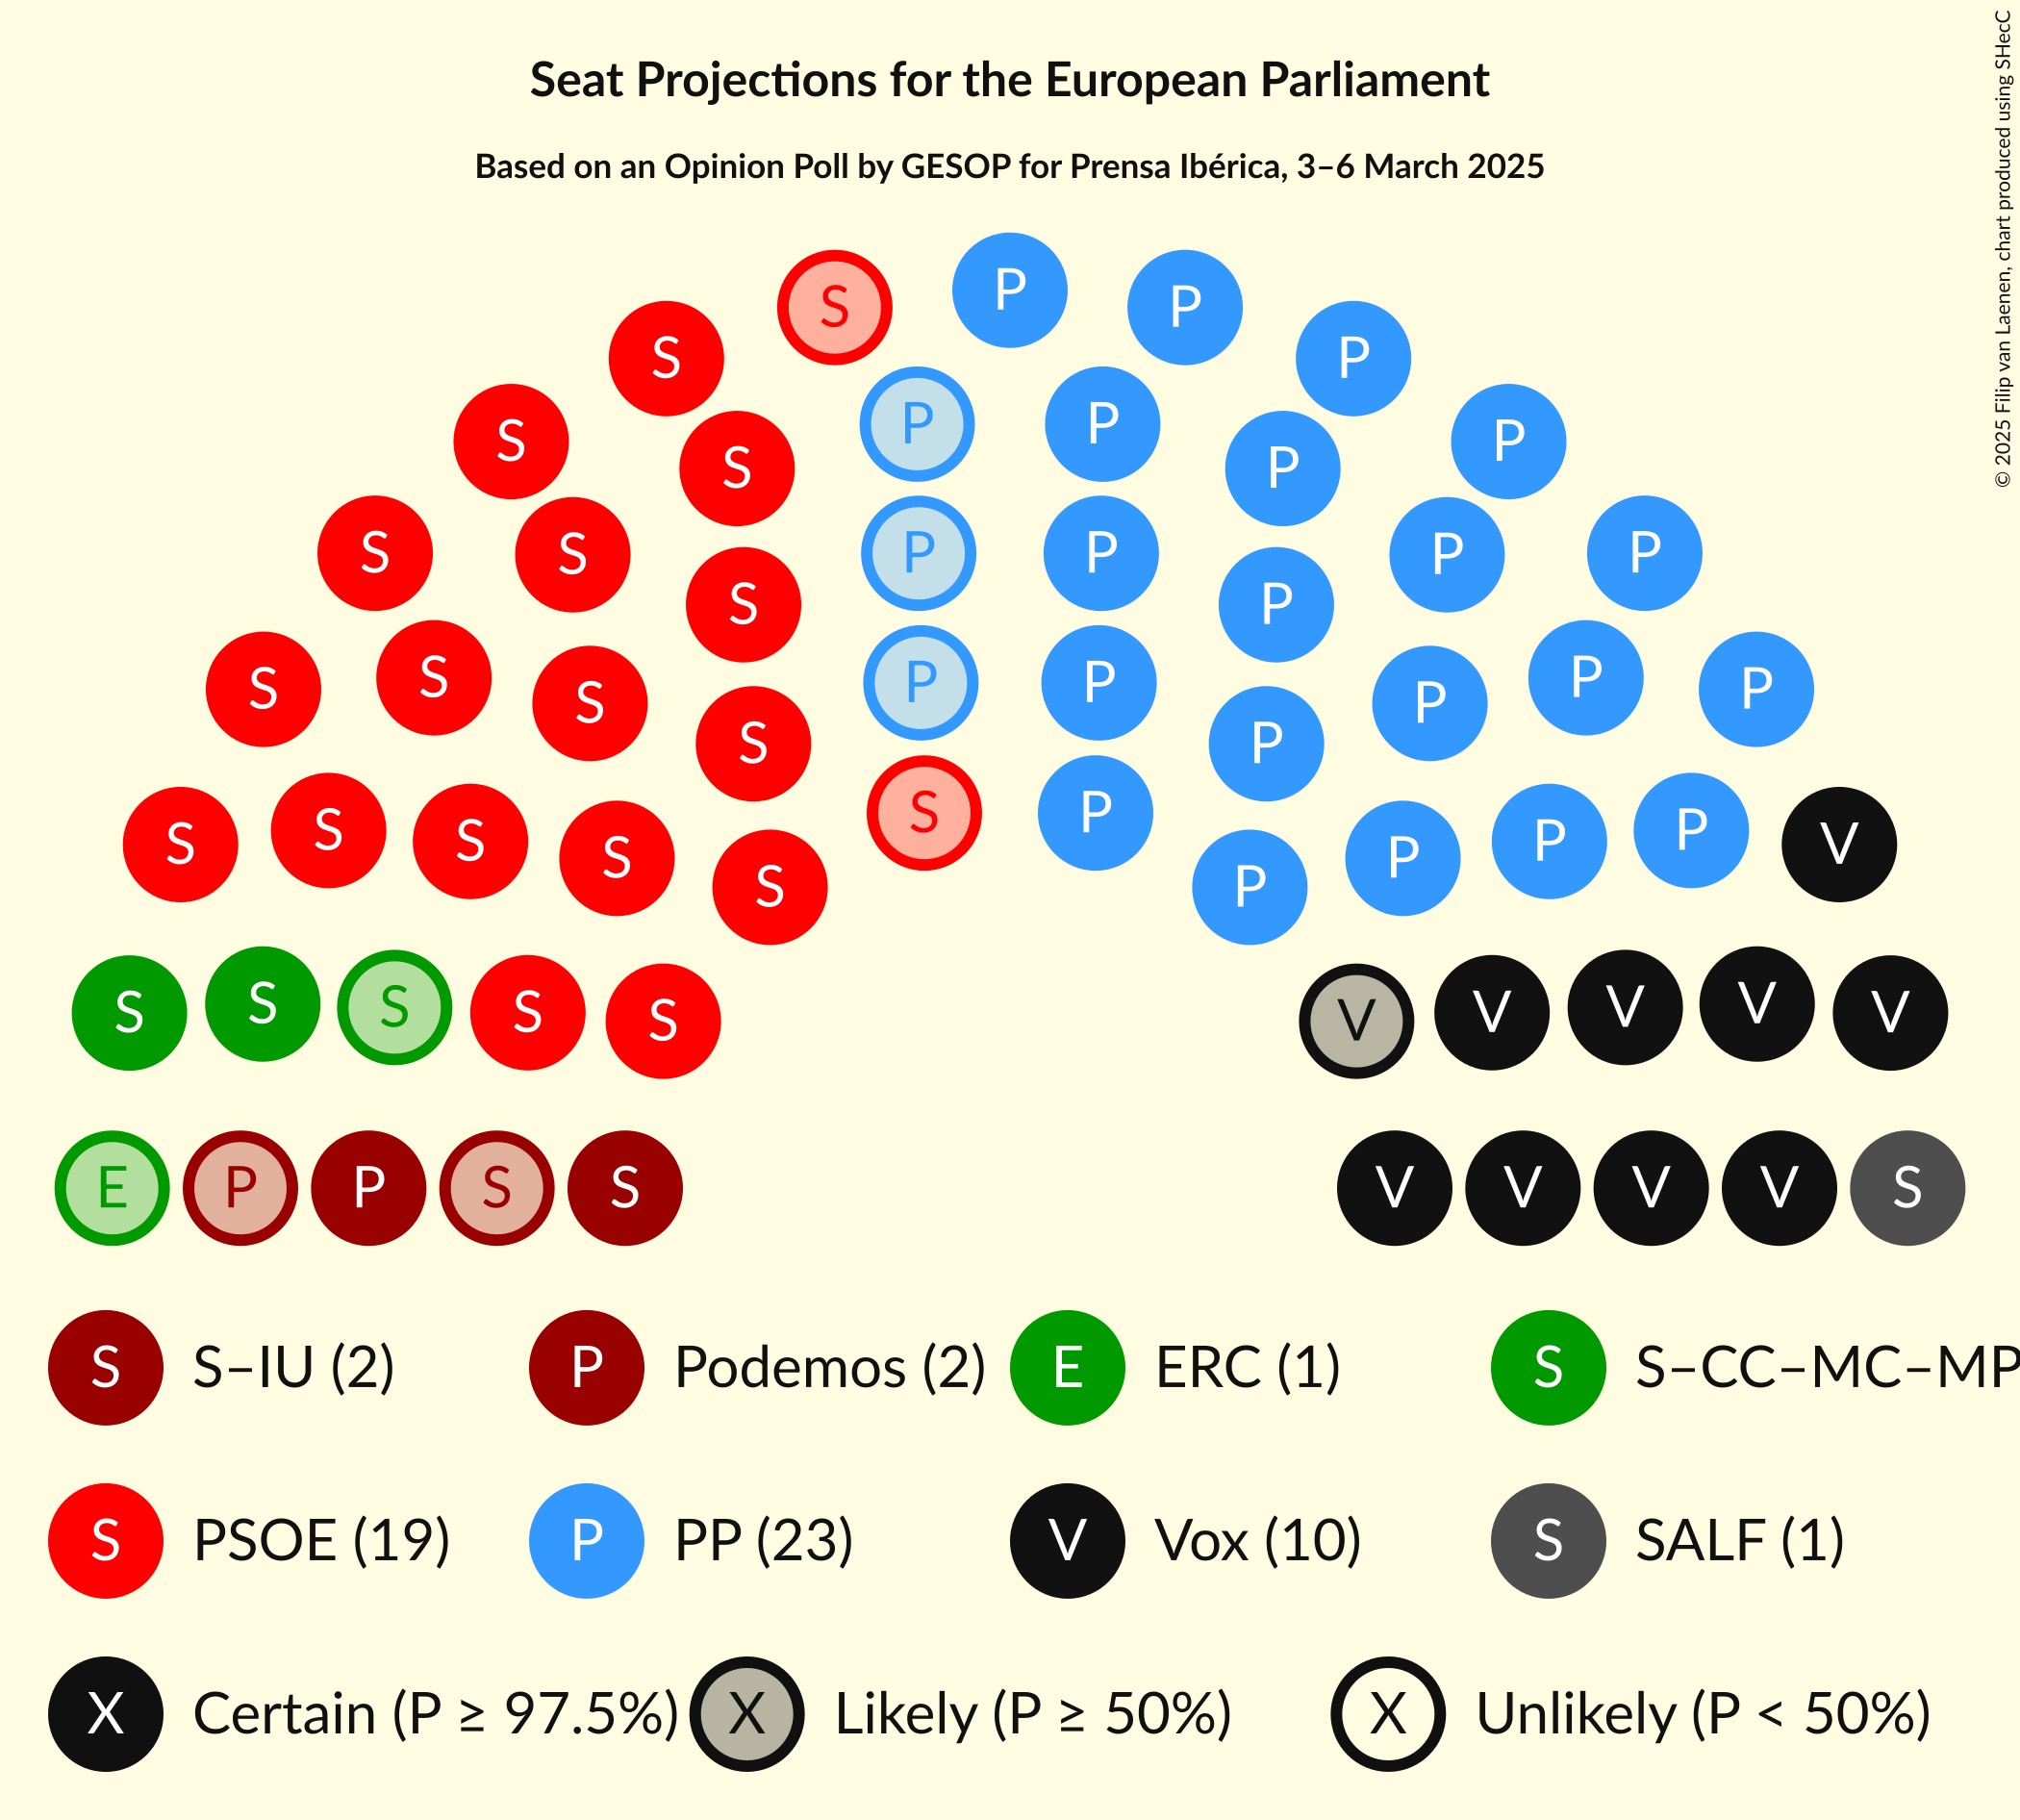 Seat Projections for the European Parliament
Based on an Opinion Poll by GESOP for Prensa Ibérica, 3–6 March 2025
© 2025 Filip van Laenen, chart produced using SHecC
P
S P
S P
P P
S P
S P
S P
P P
S S P P
S P
S P
S S P P
S P
S P
S P
S S P P
S V
S P
S P
S S P P
S S V V
S S V V
S V
E P P S S V V V V S
S S–IU (2) P Podemos (2) E ERC (1) S S–CC–MC–MP
S PSOE (19) P PP (23) V Vox (10) S SALF (1)
X Certain (P ≥ 97.5%) X Likely (P ≥ 50%) X Unlikely (P < 50%)